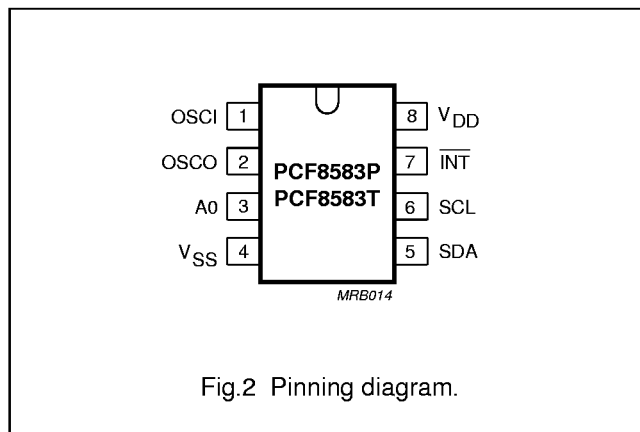 OSCI 1 8 VDD
OSCO 2 PCF8583P 7 INT
A0 3 PCF8583T 6 SCL
VSS 4 5 SDA
MRB014
Fig.2 Pinning diagram.